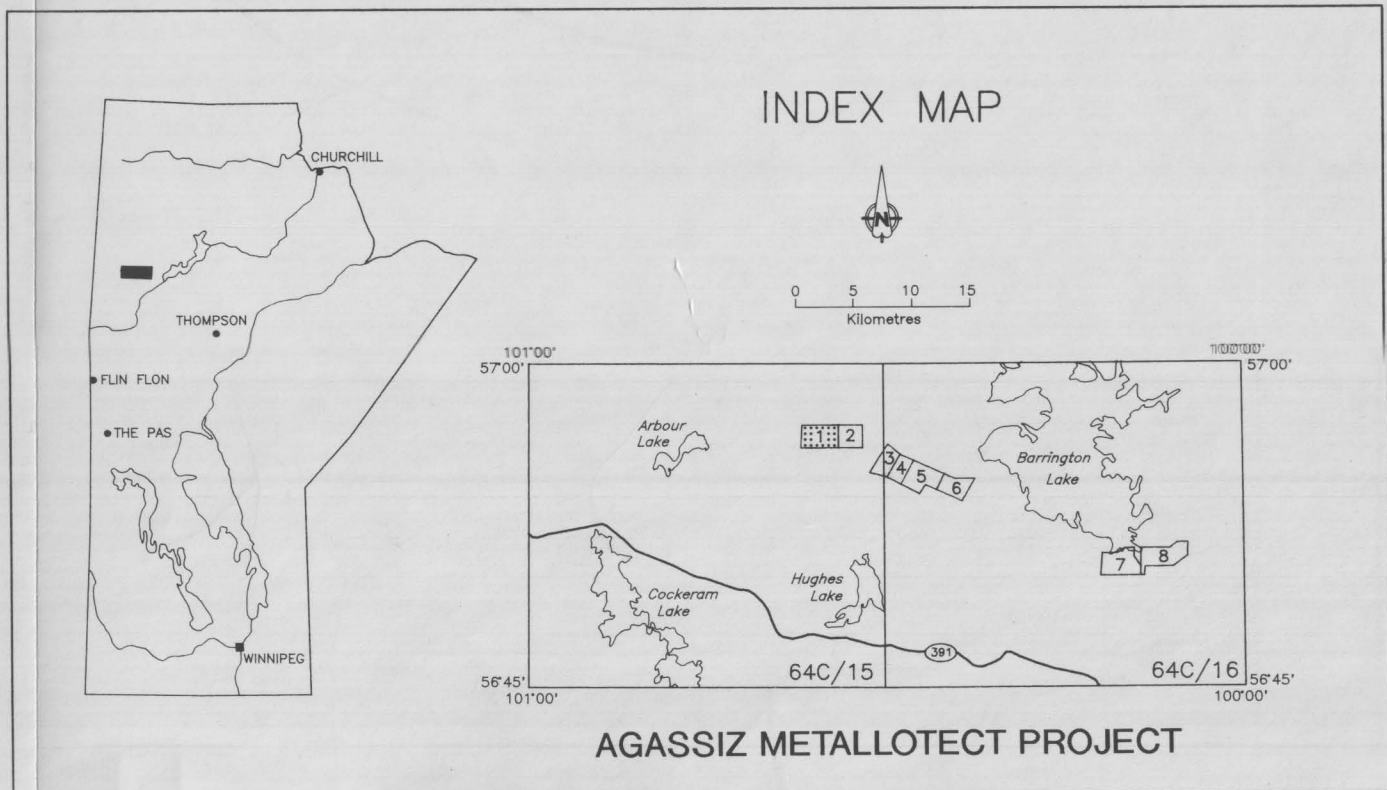 INDEX MAP
N
0 5 10 15
Kilometres
CHURCHILL
THOMPSON
FLIN FLON
THE PAS
WINNIPEG
101°00' 100°00'
57°00' 57°00'
Arbour
Lake
1 2
3 4 5 6
Barrington
Lake
7 8
Hughes
Lake
Cockeram
Lake
391
64C/15 64C/16
56°45' 56°45'
101°00' 100°00'
AGASSIZ METALLOTECT PROJECT